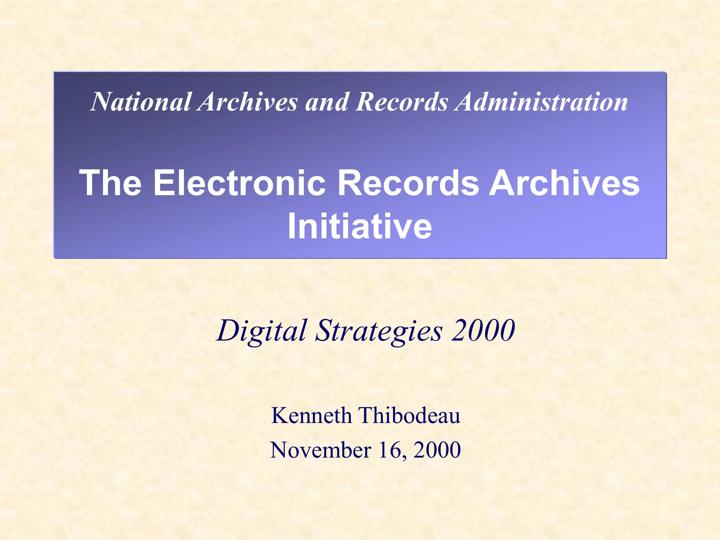 National Archives and Records Administration
The Electronic Records Archives
Initiative
Digital Strategies 2000
Kenneth Thibodeau
November 16, 2000